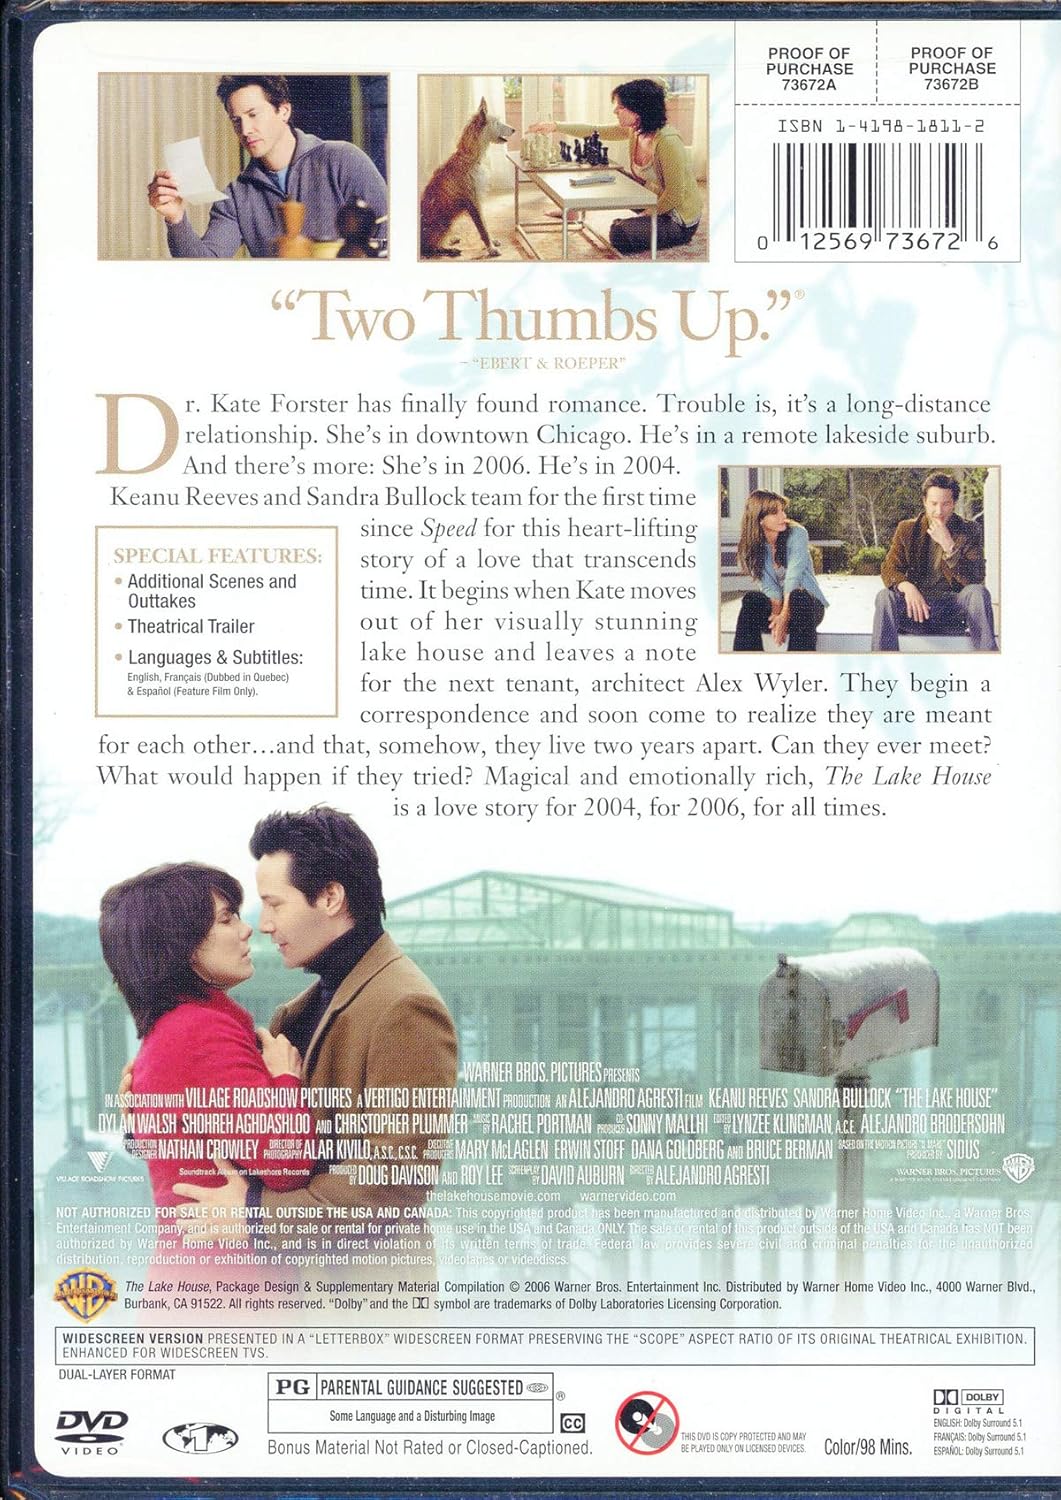 PROOF OF
PURCHASE
73672A
PROOF OF
PURCHASE
73672B
ISBN 1-4198-1811-2
0 12569 73672 6
“Two Thumbs Up.”®
– “EBERT & ROEPER”
Dr. Kate Forster has finally found romance. Trouble is, it’s a long-distance
relationship. She’s in downtown Chicago. He’s in a remote lakeside suburb.
And there’s more: She’s in 2006. He’s in 2004.
Keanu Reeves and Sandra Bullock team for the first time
since Speed for this heart-lifting
story of a love that transcends
time. It begins when Kate moves
out of her visually stunning
lake house and leaves a note
for the next tenant, architect Alex Wyler. They begin a
correspondence and soon come to realize they are meant
for each other...and that, somehow, they live two years apart. Can they ever meet?
What would happen if they tried? Magical and emotionally rich, The Lake House
is a love story for 2004, for 2006, for all times.
SPECIAL FEATURES:
• Additional Scenes and
Outtakes
• Theatrical Trailer
• Languages & Subtitles:
English, Français (Dubbed in Quebec)
& Español (Feature Film Only).
WARNER BROS. PICTURES PRESENTS
IN ASSOCIATION WITH VILLAGE ROADSHOW PICTURES A VERTIGO ENTERTAINMENT PRODUCTION AN ALEJANDRO AGRESTI FILM KEANU REEVES SANDRA BULLOCK “THE LAKE HOUSE”
DYLAN WALSH SHOHREH AGHDASHLOO AND CHRISTOPHER PLUMMER MUSIC BY RACHEL PORTMAN CO-PRODUCER SONNY MALLHI EDITED BY LYNZEE KLINGMAN, A.C.E. ALEJANDRO BRODERSOHN
PRODUCTION DESIGNER NATHAN CROWLEY DIRECTOR OF PHOTOGRAPHY ALAR KIVILO, A.S.C., C.S.C. EXECUTIVE PRODUCERS MARY McLAGLEN ERWIN STOFF DANA GOLDBERG AND BRUCE BERMAN BASED ON THE MOTION PICTURE “IL MARE” PRODUCED BY SIDUS
VILLAGE ROADSHOW PICTURES
Soundtrack Album on Lakeshore Records
PRODUCED BY DOUG DAVISON AND ROY LEE SCREENPLAY BY DAVID AUBURN DIRECTED BY ALEJANDRO AGRESTI
WARNER BROS. PICTURES
thelakehousemovie.com warnervideo.com
NOT AUTHORIZED FOR SALE OR RENTAL OUTSIDE THE USA AND CANADA: This copyrighted product has been manufactured and distributed by Warner Home Video Inc., a Warner Bros.
Entertainment Company, and is authorized for sale or rental for private home use in the USA and Canada ONLY. The sale or rental of this product outside of the USA and Canada has NOT been
authorized by Warner Home Video Inc., and is in direct violation of its written terms of trade. Federal law provides severe civil and criminal penalties for the unauthorized
distribution, reproduction or exhibition of copyrighted motion pictures, videotapes or videodiscs.
The Lake House, Package Design & Supplementary Material Compilation © 2006 Warner Bros. Entertainment Inc. Distributed by Warner Home Video Inc., 4000 Warner Blvd.,
Burbank, CA 91522. All rights reserved. “Dolby” and the DD symbol are trademarks of Dolby Laboratories Licensing Corporation.
WIDESCREEN VERSION PRESENTED IN A “LETTERBOX” WIDESCREEN FORMAT PRESERVING THE “SCOPE” ASPECT RATIO OF ITS ORIGINAL THEATRICAL EXHIBITION.
ENHANCED FOR WIDESCREEN TVS.
DUAL-LAYER FORMAT
DVD
VIDEO
1
PG PARENTAL GUIDANCE SUGGESTED ®
Some Language and a Disturbing Image
CC
Bonus Material Not Rated or Closed-Captioned.
THIS DVD IS COPY PROTECTED AND MAY
BE PLAYED ONLY ON LICENSED DEVICES.
Color/98 Mins.
DOLBY
DIGITAL
ENGLISH: Dolby Surround 5.1
FRANÇAIS: Dolby Surround 5.1
ESPAÑOL: Dolby Surround 5.1